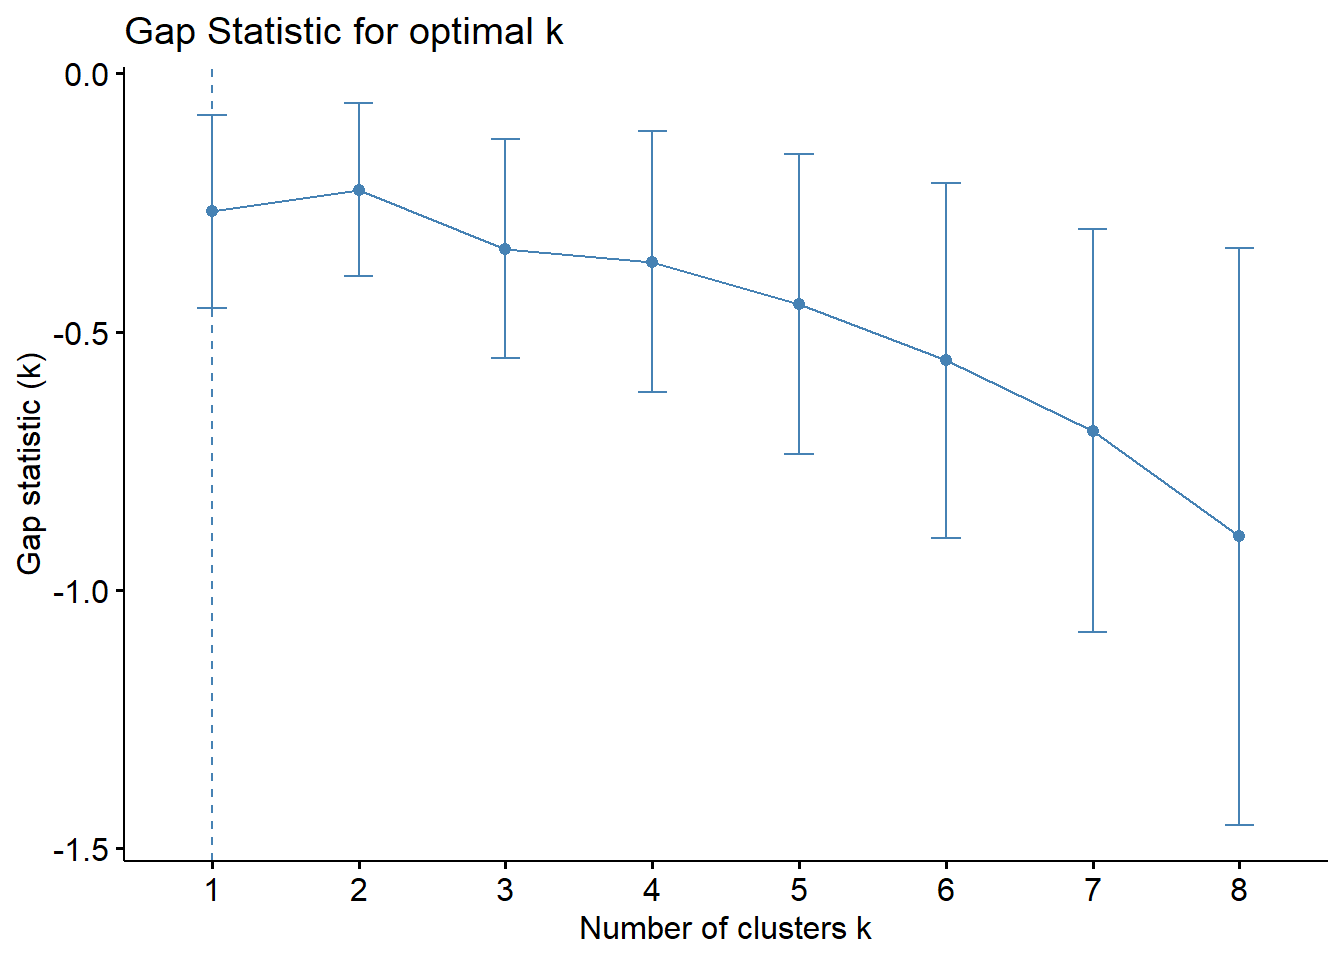 Gap Statistic for optimal k
Gap statistic (k)
0.0
-0.5
-1.0
-1.5
1 2 3 4 5 6 7 8
Number of clusters k